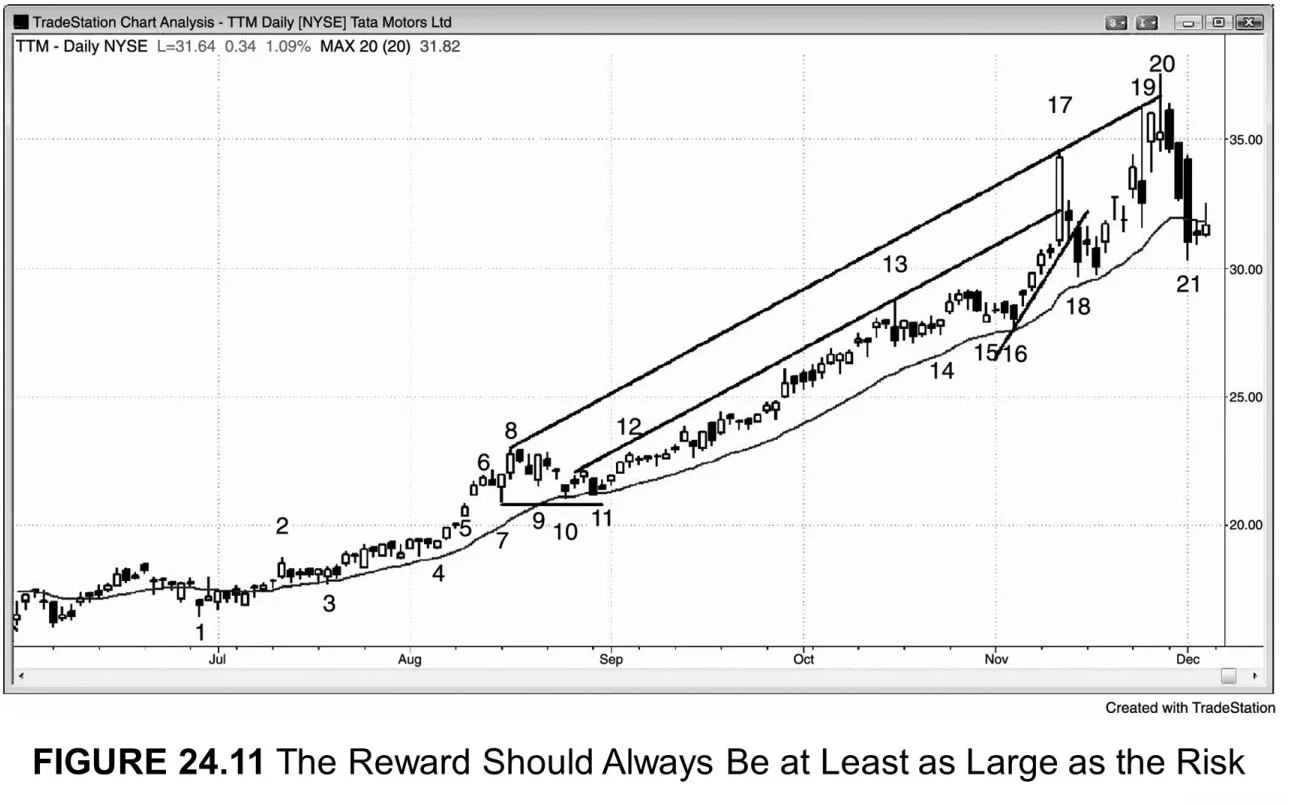 TradeStation Chart Analysis - TTM Daily [NYSE] Tata Motors Ltd
S
I
TTM - Daily NYSE L=31.64 0.34 1.09% MAX 20 (20) 31.82
20
19
17
35.00
13
30.00
21
18
15
16
14
25.00
12
8
6
2
5
7
9
10
11
20.00
4
3
1
Jul
Aug
Sep
Oct
Nov
Dec
Created with TradeStation
FIGURE 24.11 The Reward Should Always Be at Least as Large as the Risk